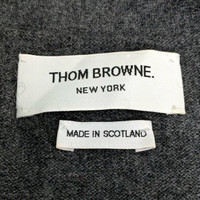 THOM BROWNE.
NEW YORK
MADE IN SCOTLAND